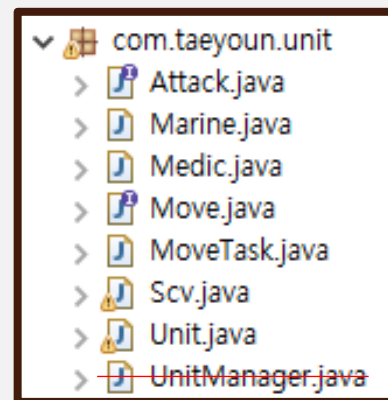 com.taeyoun.unit
Attack.java
Marine.java
Medic.java
Move.java
MoveTask.java
Scv.java
Unit.java
UnitManager.java